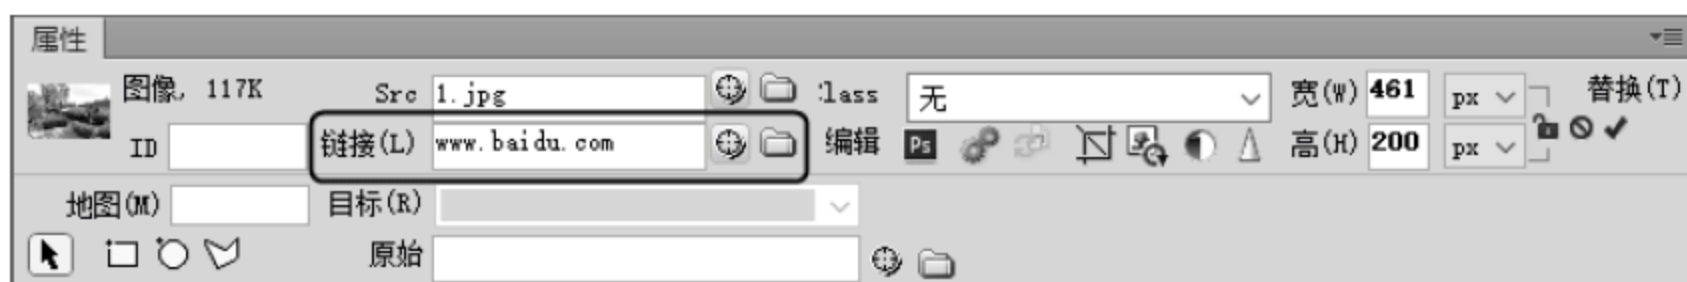 属性
图像, 117K Src 1.jpg lass 无 宽(W) 461 px 替换(T)
ID 链接(L) www.baidu.com 编辑 Ps 高(H) 200 px
地图(M) 目标(R)
原始